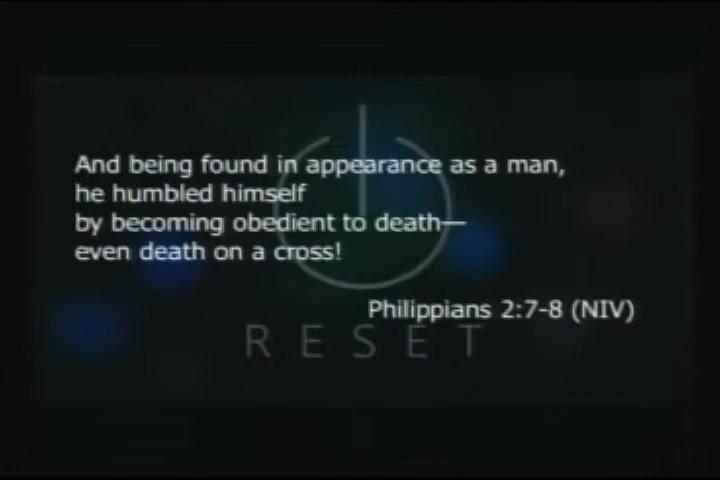 And being found in appearance as a man,
he humbled himself
by becoming obedient to death—
even death on a cross!
Philippians 2:7-8 (NIV)
RESET